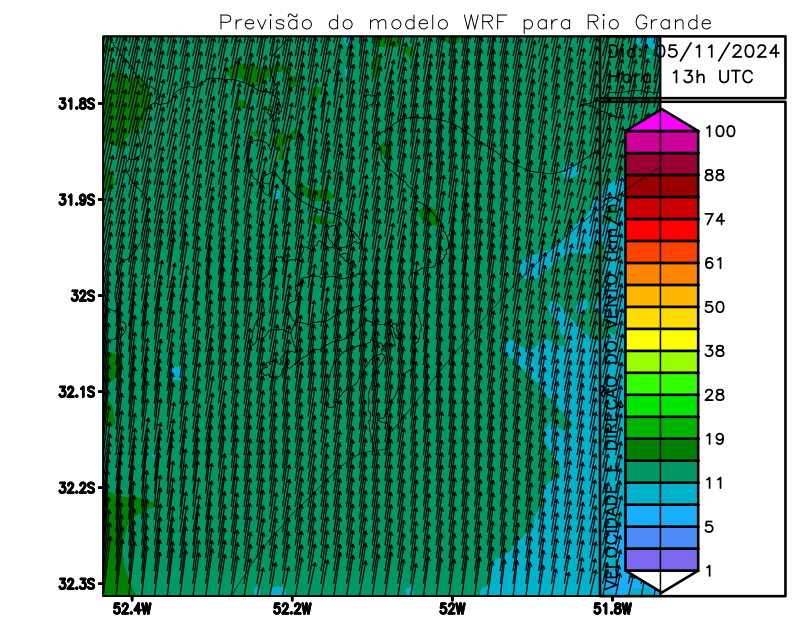 Previsão do modelo WRF para Rio Grande
Dia: 05/11/2024
Hora: 13h UTC
31.8S
31.9S
32S
32.1S
32.2S
32.3S
52.4W
52.2W
52W
51.8W
VELOCIDADE E DIREÇÃO DO VENTO (km/h)
100
88
74
61
50
38
28
19
11
5
1